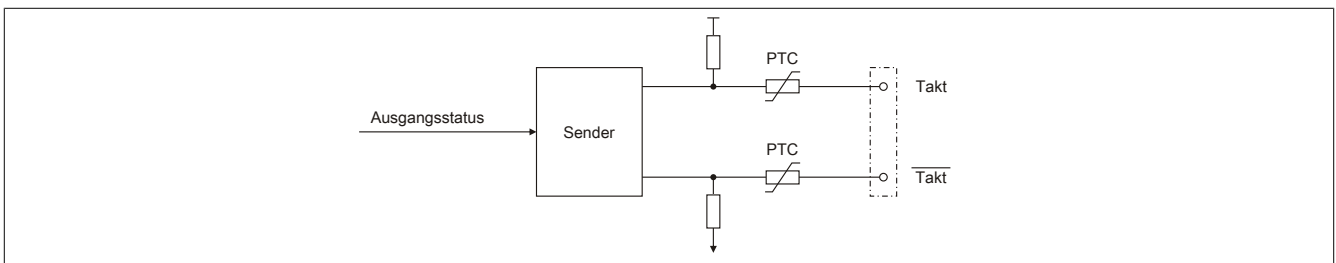 PTC
Takt
Ausgangsstatus
Sender
PTC
Takt